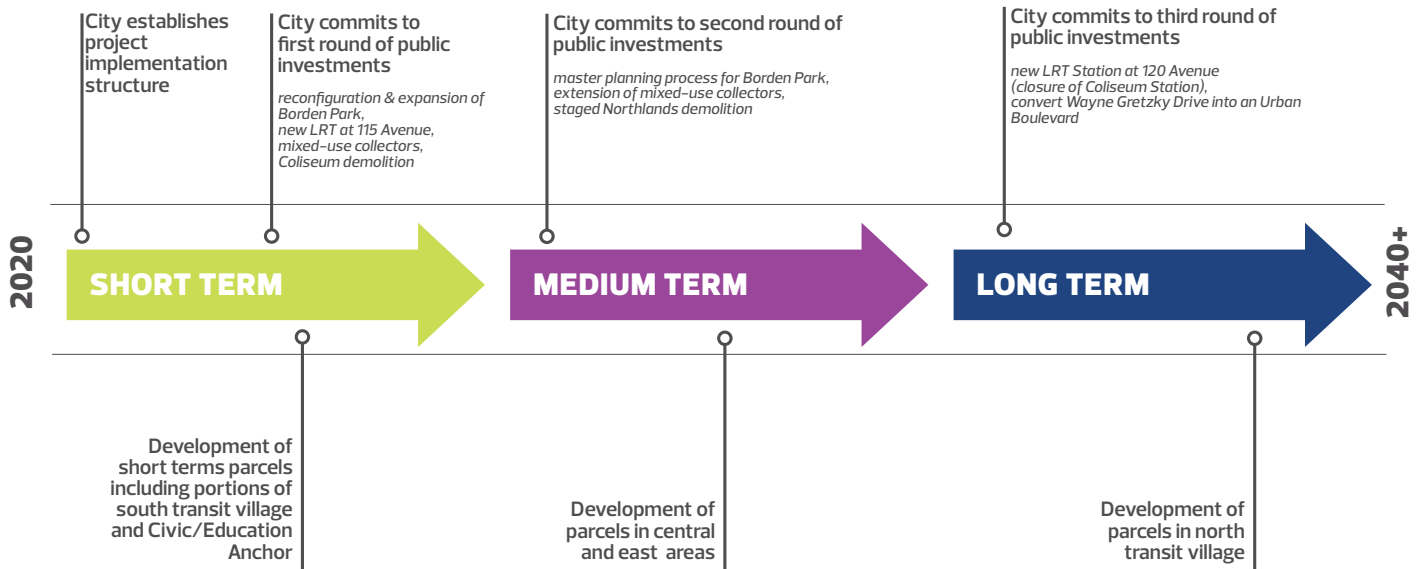 City establishes
project
implementation
structure
City commits to
first round of public
investments
reconfiguration & expansion of
Borden Park,
new LRT at 115 Avenue,
mixed-use collectors,
Coliseum demolition
City commits to second round of
public investments
master planning process for Borden Park,
extension of mixed-use collectors,
staged Northlands demolition
City commits to third round of
public investments
new LRT Station at 120 Avenue
(closure of Coliseum Station),
convert Wayne Gretzky Drive into an Urban
Boulevard
2020
SHORT TERM
MEDIUM TERM
LONG TERM
2040+
Development of
short terms parcels
including portions of
south transit village
and Civic/Education
Anchor
Development of
parcels in central
and east areas
Development of
parcels in north
transit village